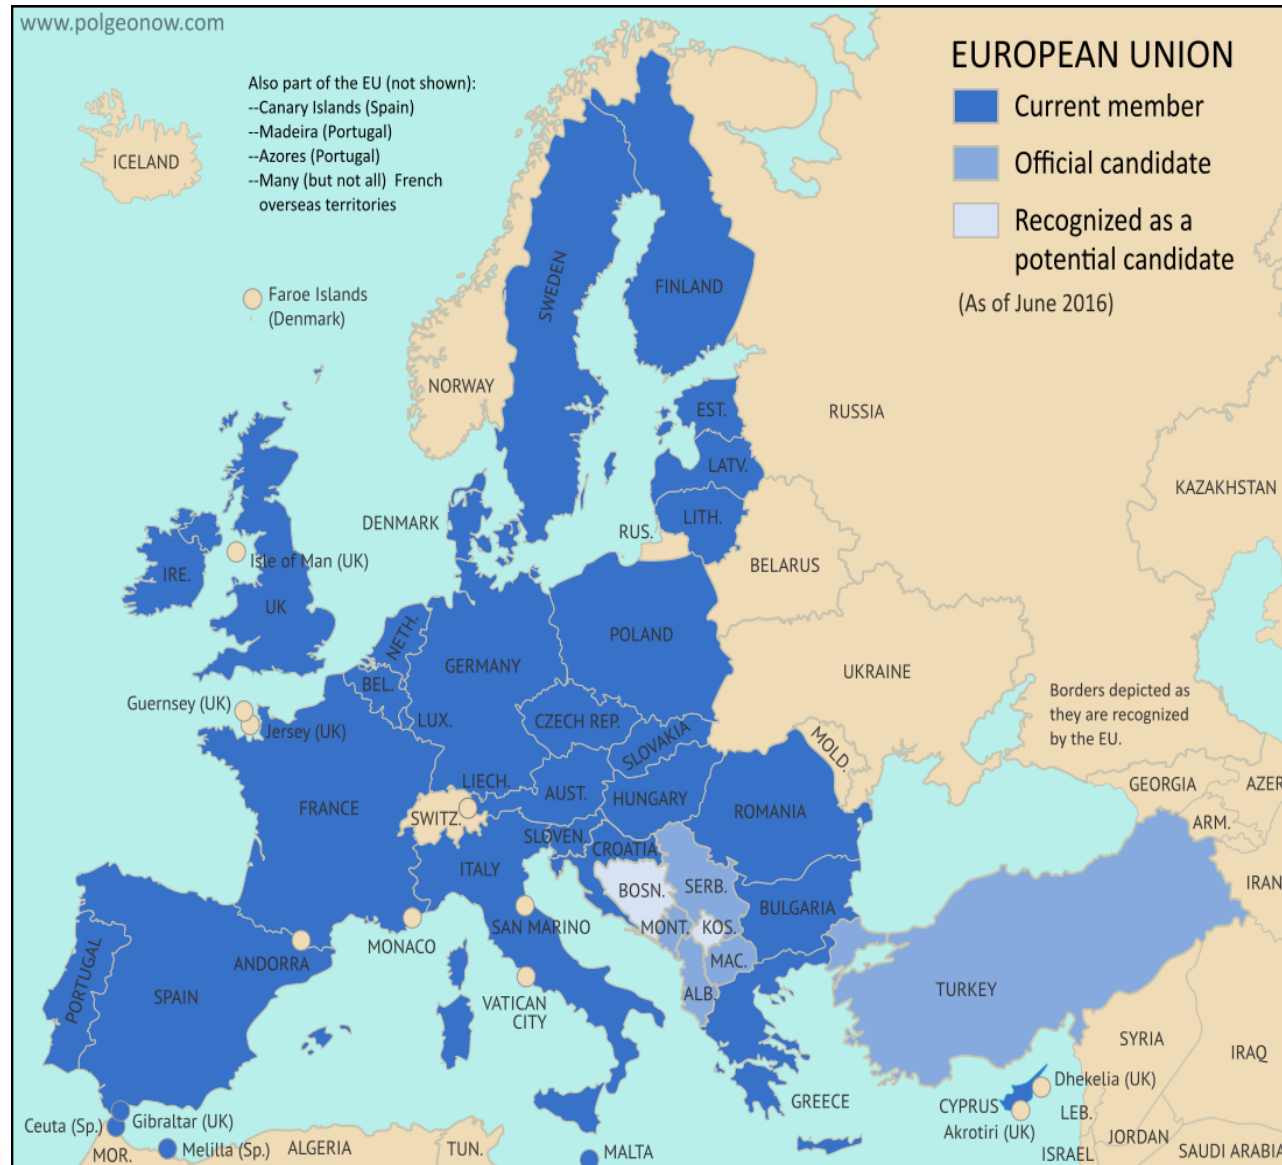 www.polgeonow.com
EUROPEAN UNION
Current member
Official candidate
Recognized as a
potential candidate
(As of June 2016)
Also part of the EU (not shown):
--Canary Islands (Spain)
--Madeira (Portugal)
--Azores (Portugal)
--Many (but not all) French
overseas territories
ICELAND
Faroe Islands
(Denmark)
SWEDEN
FINLAND
NORWAY
RUSSIA
EST.
LATV.
LITH.
RUS.
DENMARK
KAZAKHSTAN
BELARUS
Isle of Man (UK)
IRE.
UK
NETH.
POLAND
GERMANY
BEL.
UKRAINE
Guernsey (UK)
Jersey (UK)
LUX.
CZECH REP.
SLOVAKIA
MOLD.
Borders depicted as
they are recognized
by the EU.
LIECH.
AUST.
HUNGARY
FRANCE
SWITZ.
ROMANIA
GEORGIA
AZER
ARM.
SLOVEN.
CROATIA
ITALY
BOSN.
SERB.
IRAN
BULGARIA
MONT.
KOS.
SAN MARINO
MONACO
ANDORRA
PORTUGAL
SPAIN
MAC.
ALB.
VATICAN
CITY
TURKEY
SYRIA
IRAQ
Dhekelia (UK)
GREECE
CYPRUS
Akrotiri (UK)
LEB.
Ceuta (Sp.)
Gibraltar (UK)
Melilla (Sp.)
MOR.
ALGERIA
TUN.
MALTA
ISRAEL
JORDAN
SAUDI ARABIA